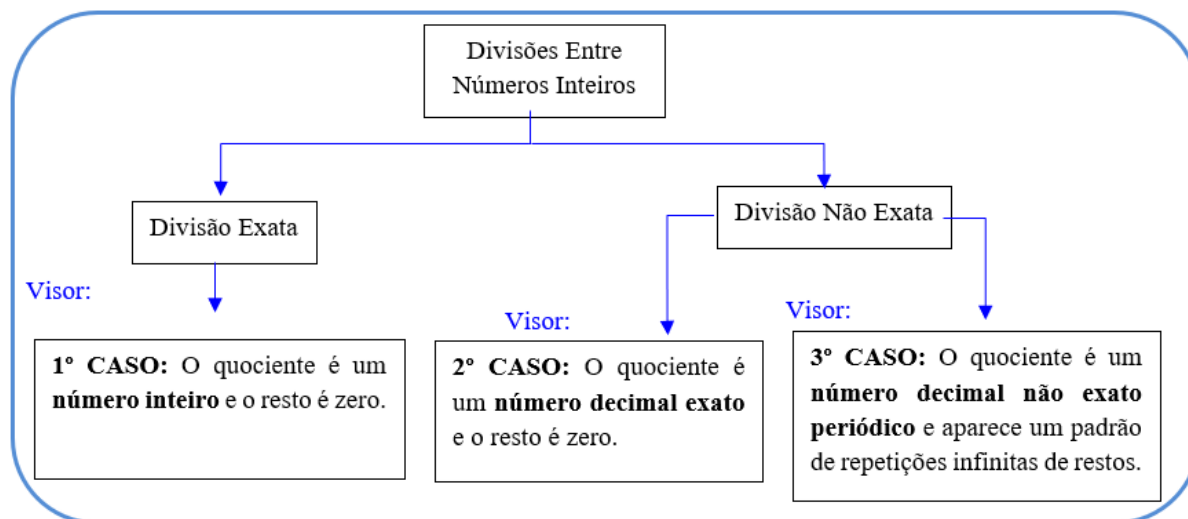 Divisões Entre
Números Inteiros
Divisão Exata
Divisão Não Exata
Visor:
Visor:
Visor:
1º CASO: O quociente é um
número inteiro e o resto é zero.
2º CASO: O quociente é
um número decimal exato
e o resto é zero.
3º CASO: O quociente é um
número decimal não exato
periódico e aparece um padrão
de repetições infinitas de restos.